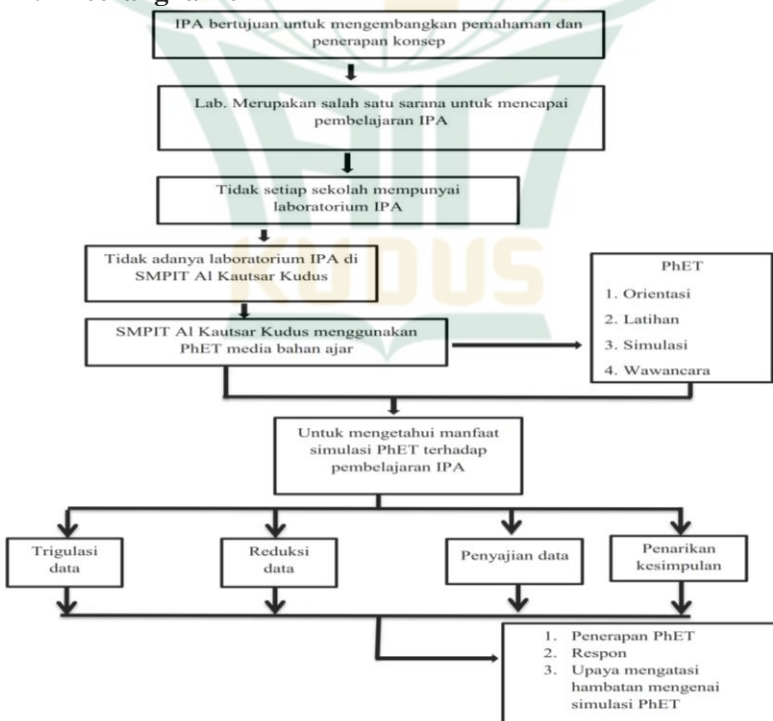 IPA bertujuan untuk mengembangkan pemahaman dan
penerapan konsep
Lab. Merupakan salah satu sarana untuk mencapai
pembelajaran IPA
Tidak setiap sekolah mempunyai
laboratorium IPA
Tidak adanya laboratorium IPA di
SMPIT Al Kautsar Kudus
SMPIT Al Kautsar Kudus menggunakan
PhET media bahan ajar
PhET
1. Orientasi
2. Latihan
3. Simulasi
4. Wawancara
Untuk mengetahui manfaat
simulasi PhET terhadap
pembelajaran IPA
Trigulasi
data
Reduksi
data
Penyajian data
Penarikan
kesimpulan
1. Penerapan PhET
2. Respon
3. Upaya mengatasi
hambatan mengenai
simulasi PhET
KUDUS